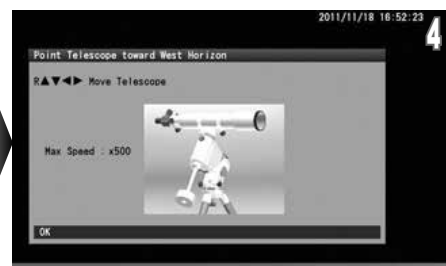 2011/11/18 16:52:23
4
Point Telescope toward West Horizon
R▲▼◀▶ Move Telescope
Max Speed : x500
OK